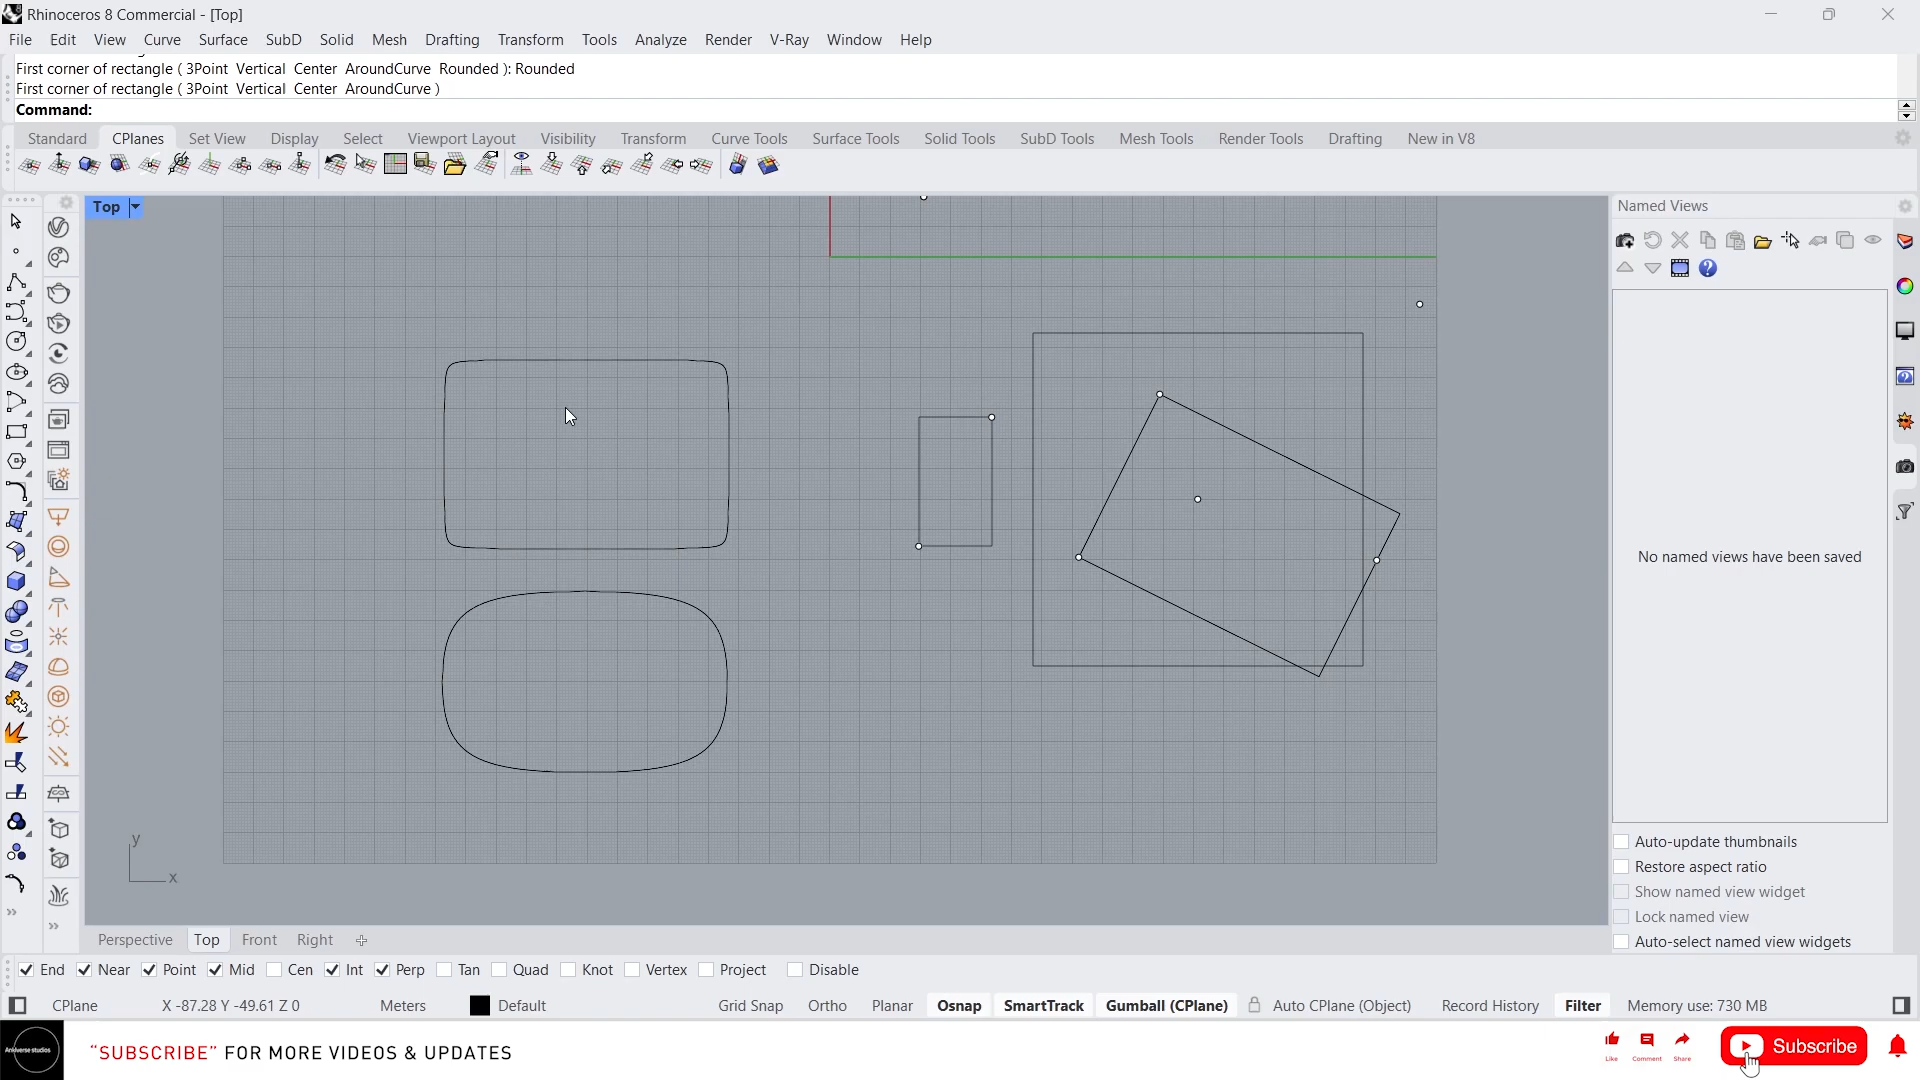 Rhinoceros 8 Commercial - [Top]
File Edit View Curve Surface SubD Solid Mesh Drafting Transform Tools Analyze Render V-Ray Window Help
First corner of rectangle ( 3Point Vertical Center AroundCurve Rounded ): Rounded
First corner of rectangle ( 3Point Vertical Center AroundCurve )
Command:
Standard CPlanes Set View Display Select Viewport Layout Visibility Transform Curve Tools Surface Tools Solid Tools SubD Tools Mesh Tools Render Tools Drafting New in V8
Top
Named Views
No named views have been saved
y
x
Auto-update thumbnails
Restore aspect ratio
Show named view widget
Lock named view
Auto-select named view widgets
Perspective Top Front Right
End Near Point Mid Cen Int Perp Tan Quad Knot Vertex Project Disable
CPlane X -87.28 Y -49.61 Z 0 Meters Default Grid Snap Ortho Planar Osnap SmartTrack Gumball (CPlane) Auto CPlane (Object) Record History Filter Memory use: 730 MB
“SUBSCRIBE” FOR MORE VIDEOS & UPDATES
Like Comment Share
Subscribe